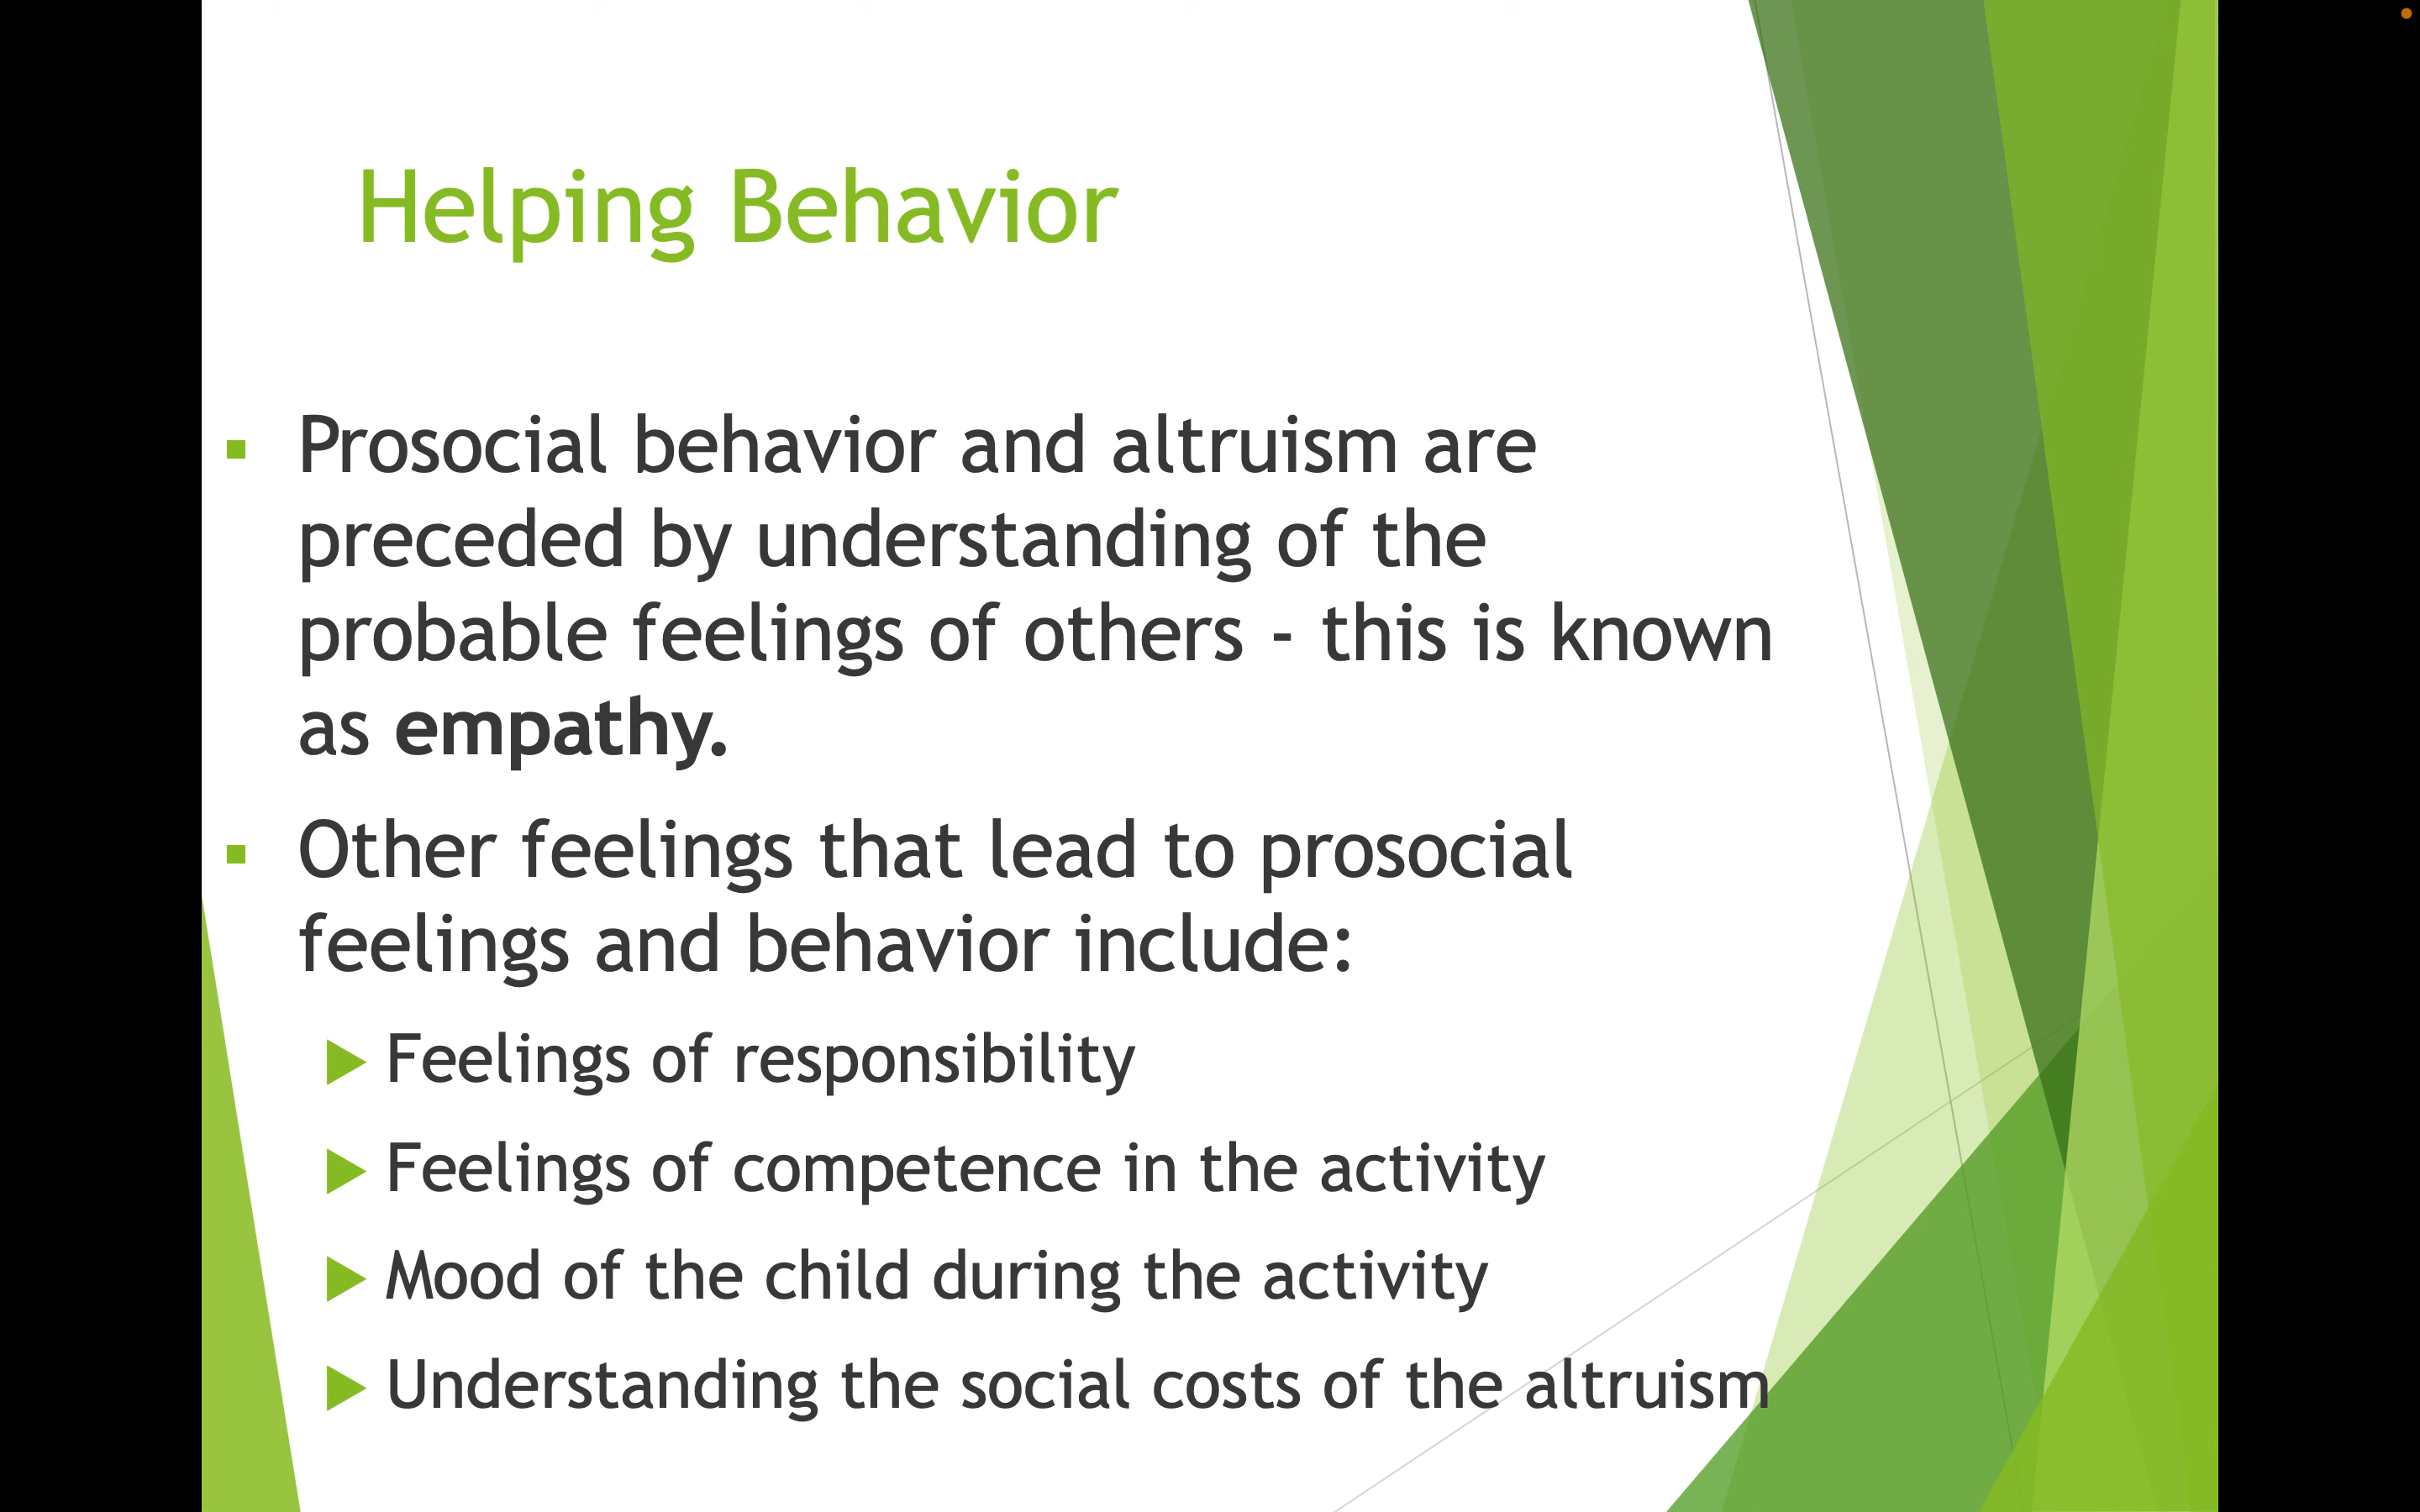 Helping Behavior
Prosocial behavior and altruism are
preceded by understanding of the
probable feelings of others - this is known
as empathy.
Other feelings that lead to prosocial
feelings and behavior include:
Feelings of responsibility
Feelings of competence in the activity
Mood of the child during the activity
Understanding the social costs of the altruism